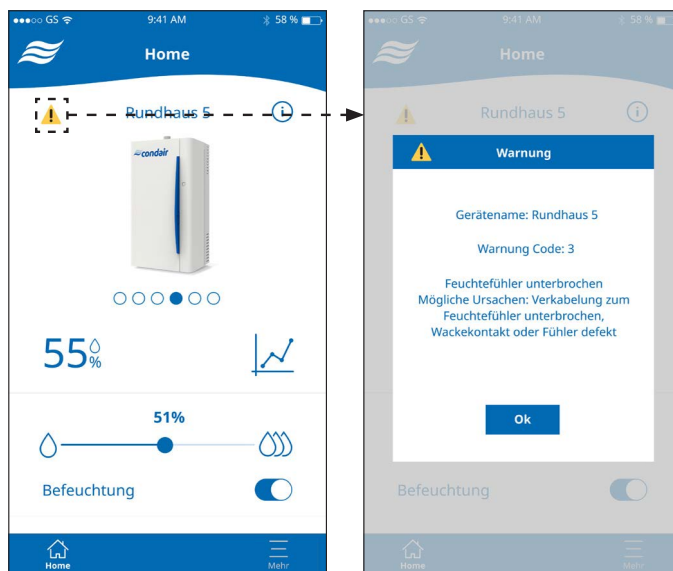 GS 9:41 AM 58 %
Home
Rundhaus 5
condair
55%
51%
Befeuchtung
Home Mehr
GS 9:41 AM 58 %
Home
Rundhaus 5
Warnung
Gerätename: Rundhaus 5
Warnung Code: 3
Feuchtefühler unterbrochen
Mögliche Ursachen: Verkabelung zum
Feuchtefühler unterbrochen,
Wackekontakt oder Fühler defekt
Ok
Befeuchtung
Home Mehr